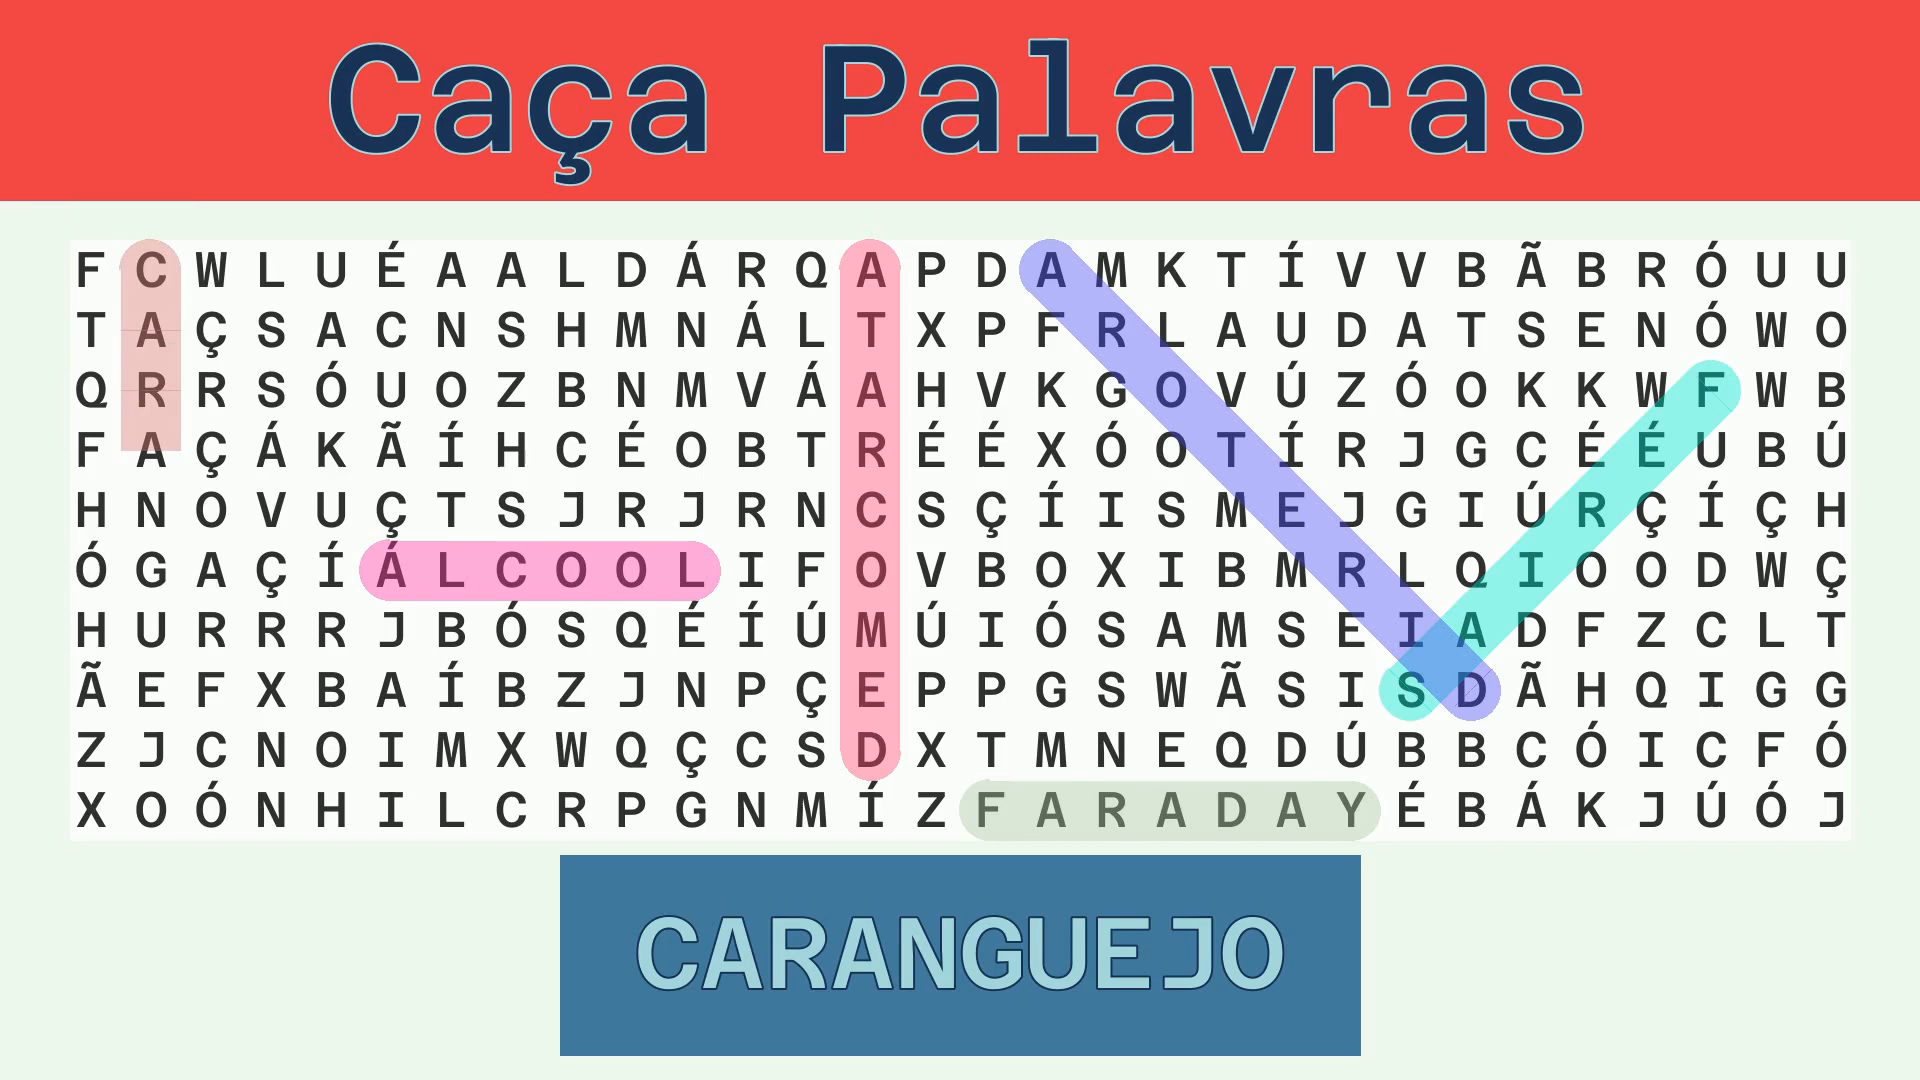 Caça Palavras
F C W L U É A A L D Á R Q A P D A M K T Í V V B Ã B R Ó U U
T A Ç S A C N S H M N Á L T X P F R L A U D A T S E N Ó W O
Q R R S Ó U O Z B N M V Á A H V K G O V Ú Z Ó O K K W F W B
F A Ç Á K Ã Í H C É O B T R É É X Ó O T Í R J G C É É U B Ú
H N O V U Ç T S J R J R N C S Ç Í I S M E J G I Ú R Ç Í Ç H
Ó G A Ç Í Á L C O O L I F O V B O X I B M R L Q I O O D W Ç
H U R R R J B Ó S Q É Í Ú M Ú I Ó S A M S E I A D F Z C L T
Ã E F X B A Í B Z J N P Ç E P P G S W Ã S I S D Ã H Q I G G
Z J C N O I M X W Q Ç C S D X T M N E Q D Ú B B C Ó I C F Ó
X O Ó N H I L C R P G N M Í Z F A R A D A Y É B Á K J Ú Ó J
CARANGUEJO